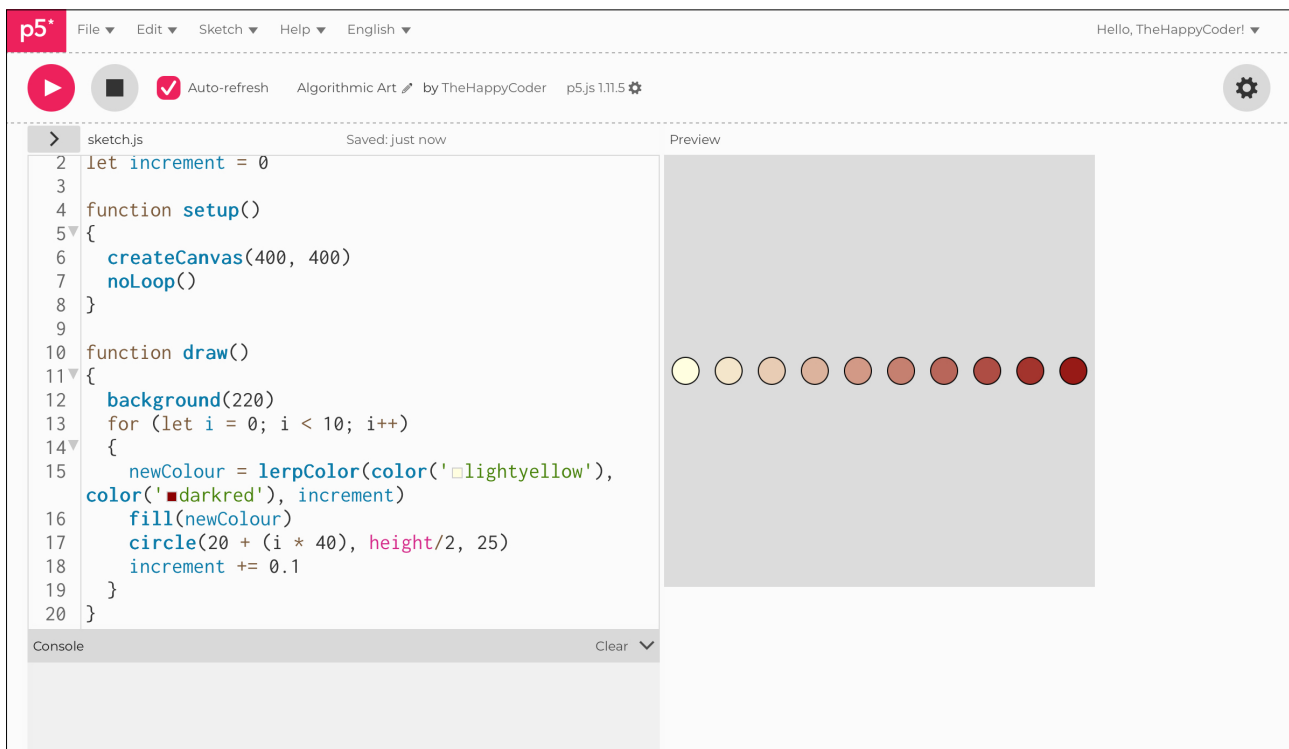 p5* File Edit Sketch Help English Hello, TheHappyCoder!
Auto-refresh Algorithmic Art by TheHappyCoder p5.js 1.11.5
sketch.js Saved: just now Preview
2 let increment = 0
3
4 function setup()
5 {
6   createCanvas(400, 400)
7   noLoop()
8 }
9
10 function draw()
11 {
12   background(220)
13   for (let i = 0; i < 10; i++)
14   {
15     newColour = lerpColor(color('lightyellow'),
color('darkred'), increment)
16     fill(newColour)
17     circle(20 + (i * 40), height/2, 25)
18     increment += 0.1
19   }
20 }
Console Clear